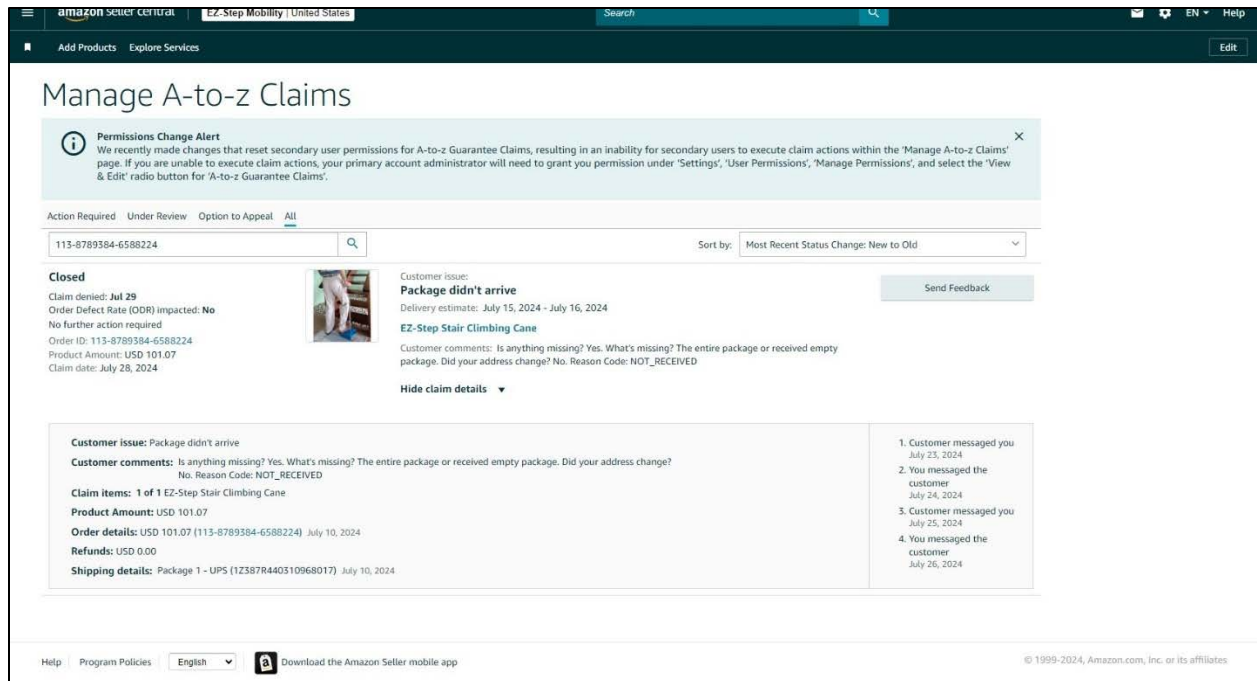 amazon seller central
EZ-Step Mobility | United States
Search
EN
Help
Add Products Explore Services
Edit
Manage A-to-z Claims
Permissions Change Alert
We recently made changes that reset secondary user permissions for A-to-z Guarantee Claims, resulting in an inability for secondary users to execute claim actions within the 'Manage A-to-z Claims'
page. If you are unable to execute claim actions, your primary account administrator will need to grant you permission under 'Settings', 'User Permissions', 'Manage Permissions', and select the 'View
& Edit' radio button for 'A-to-z Guarantee Claims'.
Action Required Under Review Option to Appeal All
113-8789384-6588224
Sort by: Most Recent Status Change: New to Old
Closed
Claim denied: Jul 29
Order Defect Rate (ODR) impacted: No
No further action required
Order ID: 113-8789384-6588224
Product Amount: USD 101.07
Claim date: July 28, 2024
Customer issue:
Package didn't arrive
Delivery estimate: July 15, 2024 - July 16, 2024
EZ-Step Stair Climbing Cane
Customer comments: Is anything missing? Yes. What's missing? The entire package or received empty
package. Did your address change? No. Reason Code: NOT_RECEIVED
Hide claim details
Send Feedback
Customer issue: Package didn't arrive
Customer comments: Is anything missing? Yes. What's missing? The entire package or received empty package. Did your address change?
No. Reason Code: NOT_RECEIVED
Claim items: 1 of 1 EZ-Step Stair Climbing Cane
Product Amount: USD 101.07
Order details: USD 101.07 (113-8789384-6588224) July 10, 2024
Refunds: USD 0.00
Shipping details: Package 1 - UPS (1Z387R440310968017) July 10, 2024
1. Customer messaged you
July 23, 2024
2. You messaged the
customer
July 24, 2024
3. Customer messaged you
July 25, 2024
4. You messaged the
customer
July 26, 2024
Help Program Policies English Download the Amazon Seller mobile app
© 1999-2024, Amazon.com, Inc. or its affiliates